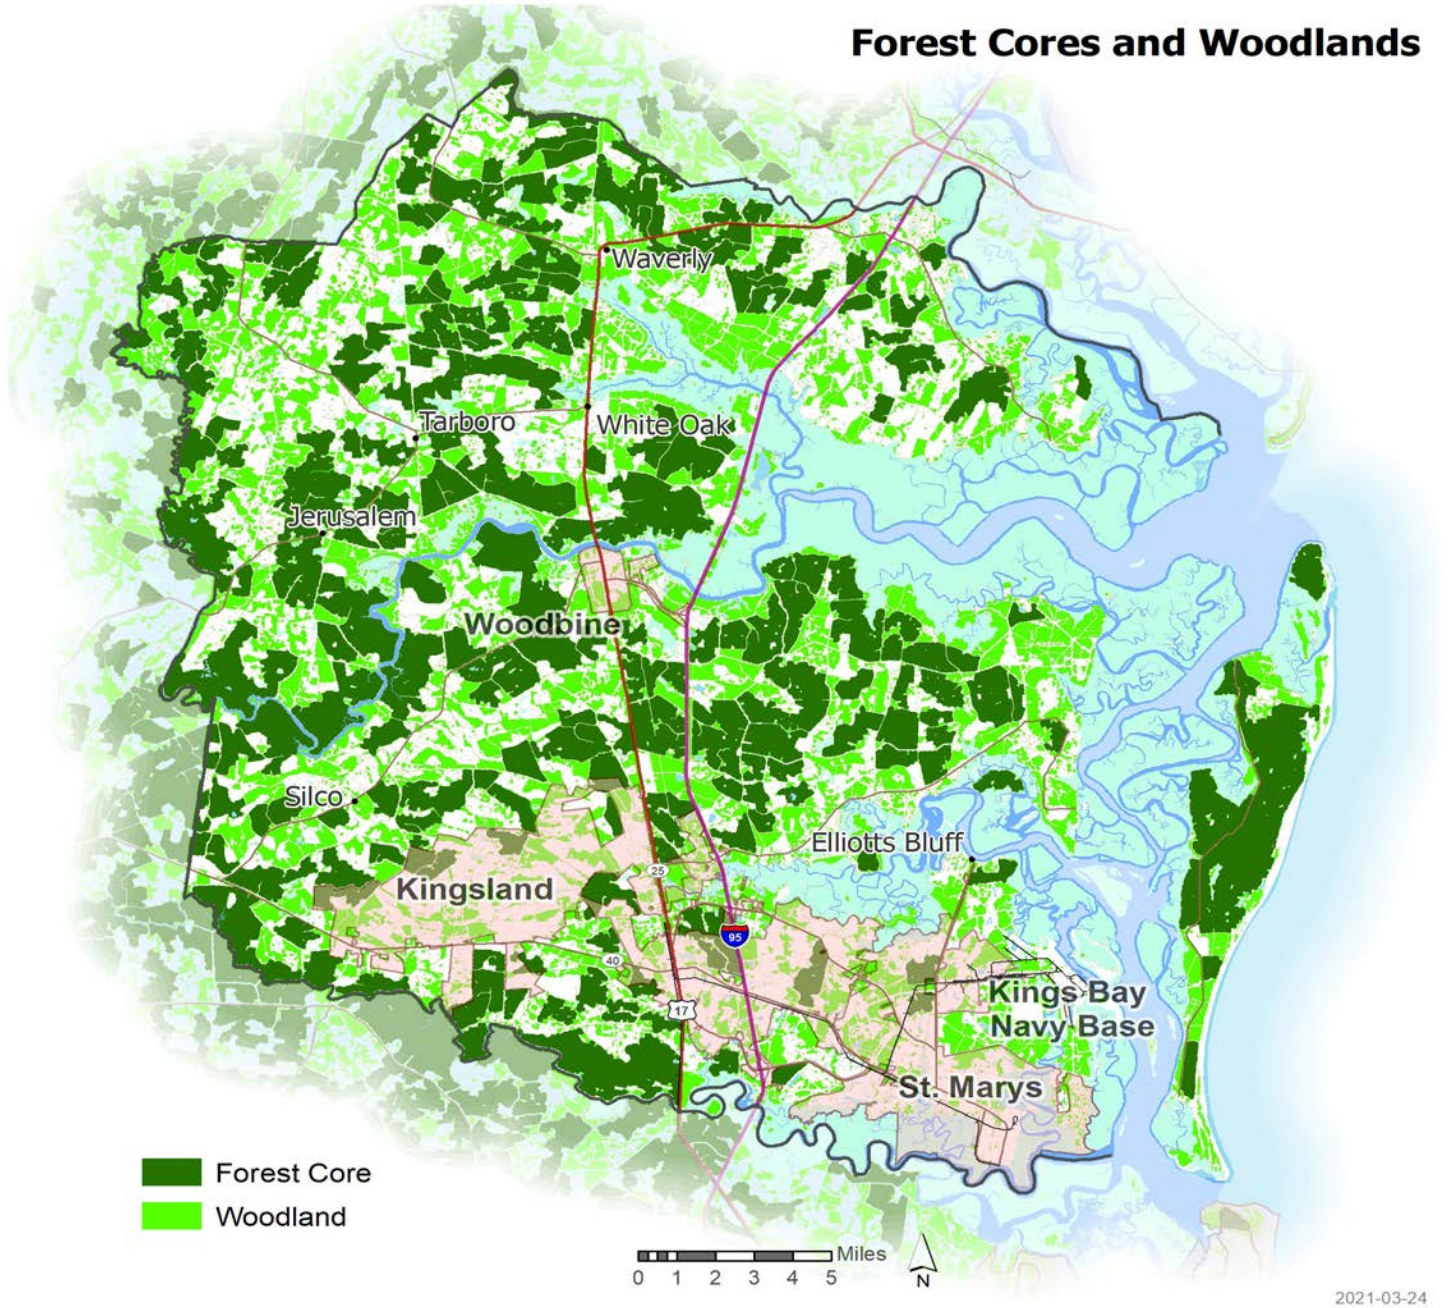 Forest Cores and Woodlands
Waverly
Tarboro
White Oak
Jerusalem
Woodbine
Silco
Elliotts Bluff
25
Kingsland
95
40
Kings Bay
Navy Base
17
St. Marys
Forest Core
Woodland
Miles
0 1 2 3 4 5
N
2021-03-24